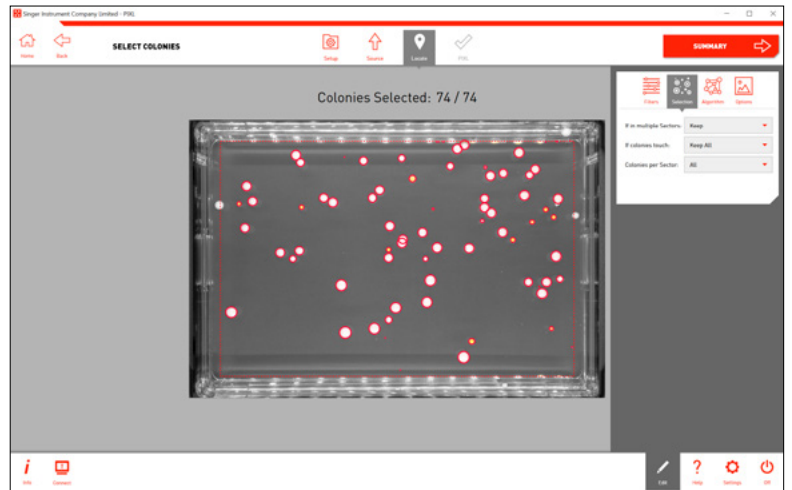 Singer Instrument Company Limited - PIXL
Home
Back
SELECT COLONIES
Setup
Source
Locate
PIXL
SUMMARY
Colonies Selected: 74 / 74
Filters
Selection
Algorithm
Options
If in multiple Sectors: Keep
If colonies touch: Keep All
Colonies per Sector: All
Info
Connect
Edit
Help
Settings
Off